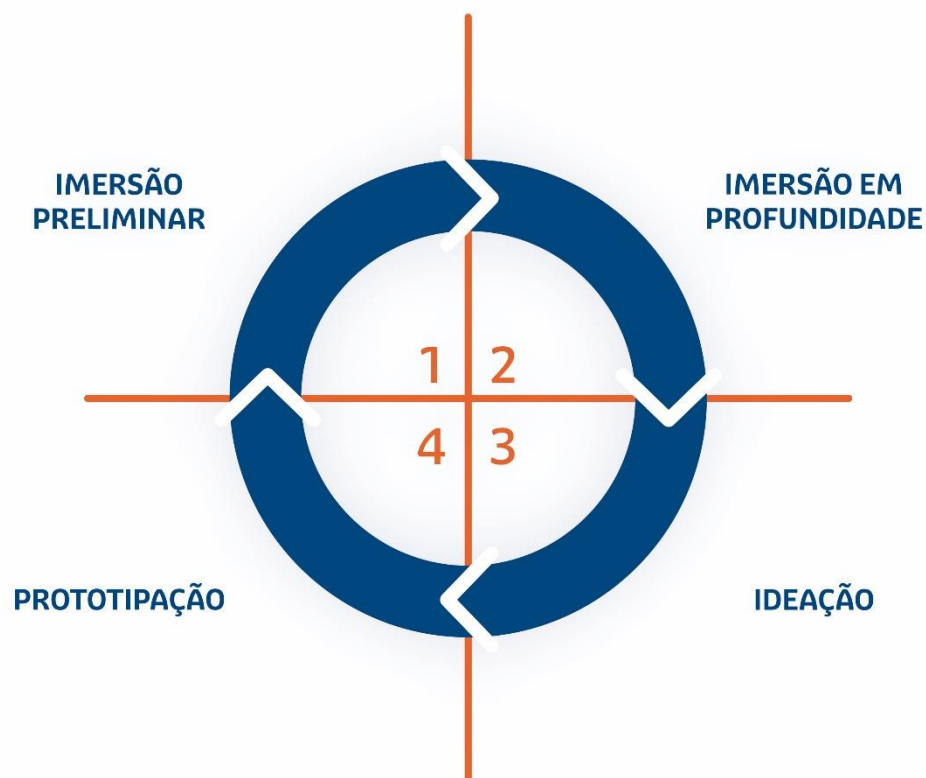 IMERSÃO
PRELIMINAR
IMERSÃO EM
PROFUNDIDADE
1 2
4 3
PROTOTIPAÇÃO
IDEAÇÃO